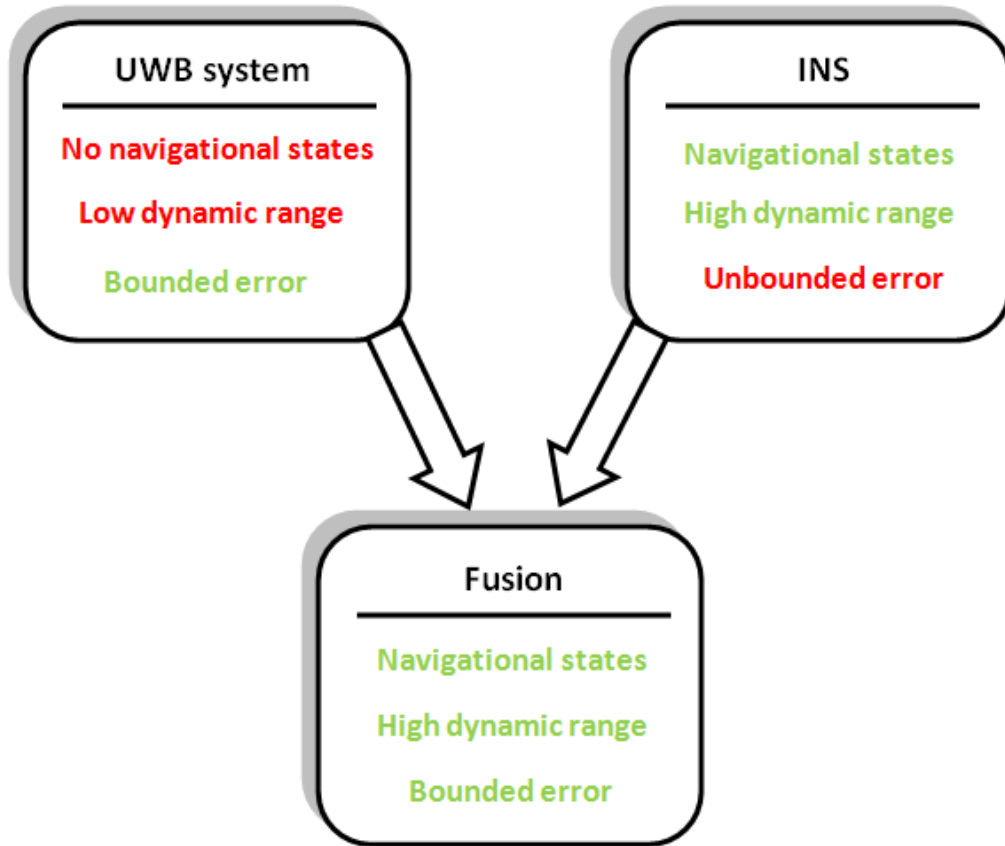 UWB system
No navigational states
Low dynamic range
Bounded error
INS
Navigational states
High dynamic range
Unbounded error
Fusion
Navigational states
High dynamic range
Bounded error